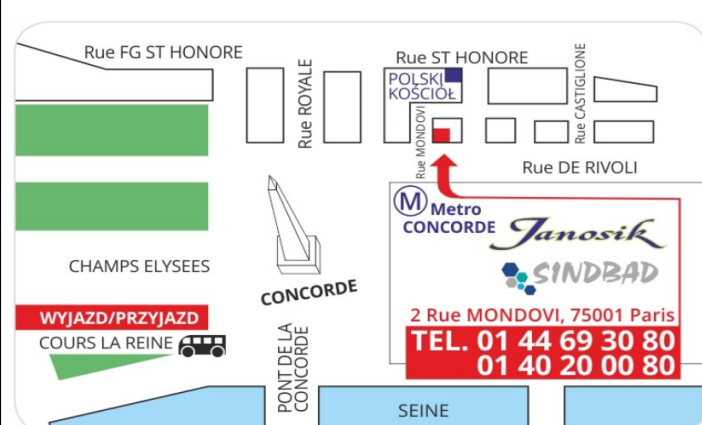 Rue FG ST HONORE
Rue ROYALE
Rue ST HONORE
POLSKI
KOŚCIÓŁ
Rue CASTIGLIONE
Rue MONDOVI
Rue DE RIVOLI
M Metro
CONCORDE
Janosik
SINDBAD
CHAMPS ELYSEES
CONCORDE
2 Rue MONDOVI, 75001 Paris
TEL. 01 44 69 30 80
01 40 20 00 80
WYJAZD/PRZYJAZD
COURS LA REINE
PONT DE LA
CONCORDE
SEINE